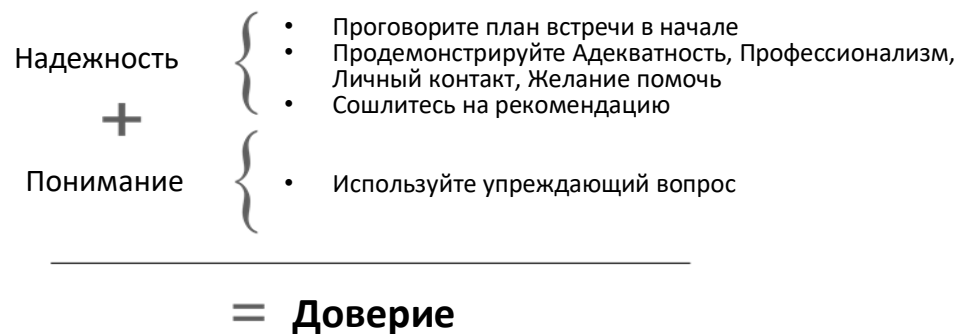 Надежность
• Проговорите план встречи в начале
• Продемонстрируйте Адекватность, Профессионализм,
Личный контакт, Желание помочь
• Сошлитесь на рекомендацию
+
Понимание
• Используйте упреждающий вопрос
= Доверие